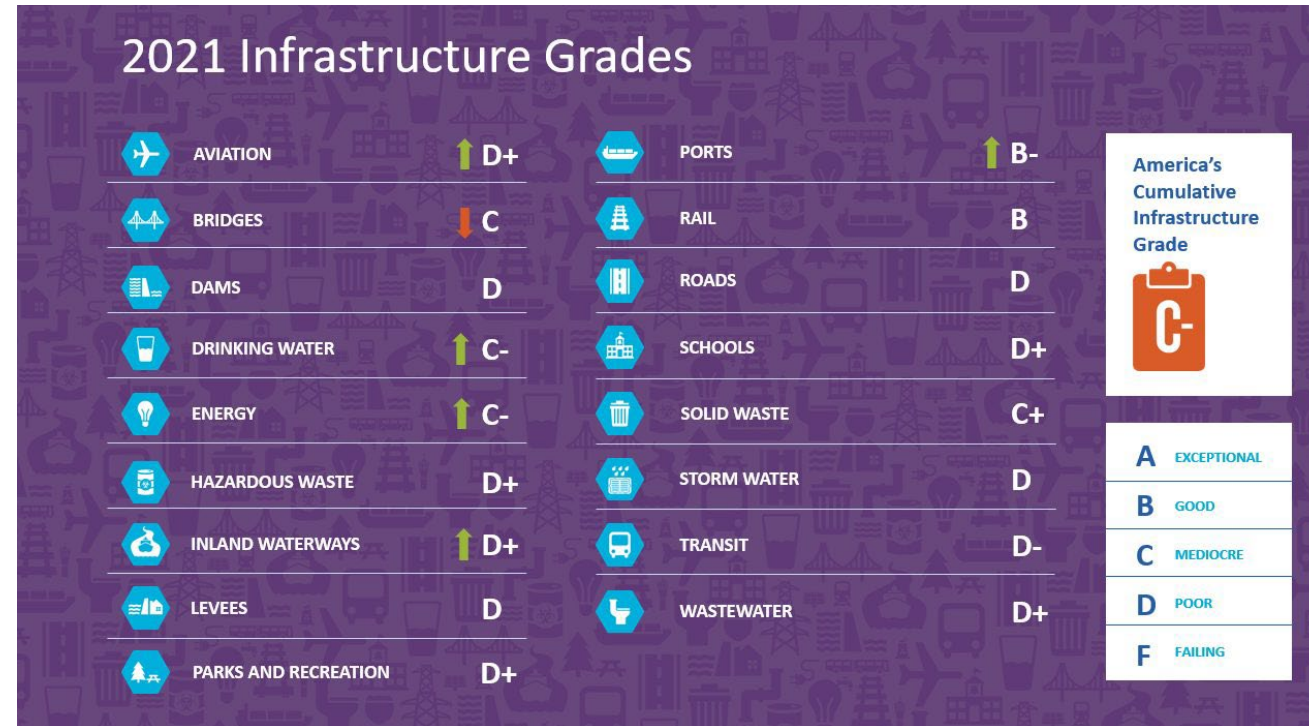 2021 Infrastructure Grades
AVIATION D+
BRIDGES C
DAMS D
DRINKING WATER C-
ENERGY C-
HAZARDOUS WASTE D+
INLAND WATERWAYS D+
LEVEES D
PARKS AND RECREATION D+
PORTS B-
RAIL B
ROADS D
SCHOOLS D+
SOLID WASTE C+
STORM WATER D
TRANSIT D-
WASTEWATER D+
America's
Cumulative
Infrastructure
Grade
C-
A EXCEPTIONAL
B GOOD
C MEDIOCRE
D POOR
F FAILING